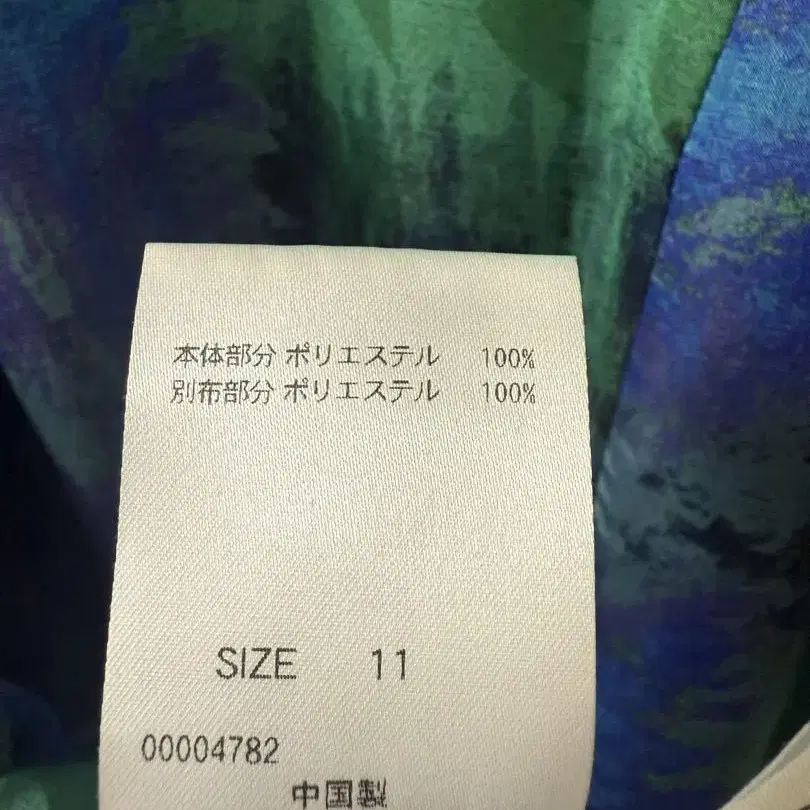 本体部分 ポリエステル 100%
別布部分 ポリエステル 100%
SIZE 11
00004782
中国製